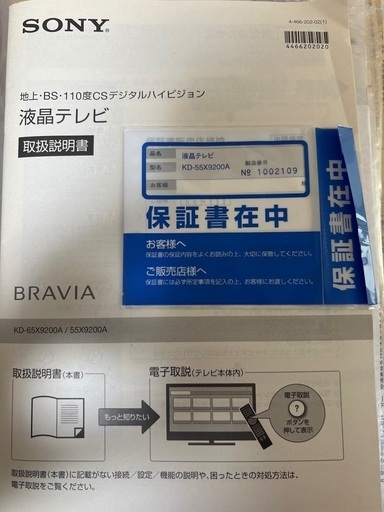 SONY
4-466-202-02(1)
4466202020
地上・BS・110度CSデジタルハイビジョン
液晶テレビ
取扱説明書
品名 液晶テレビ
型名 KD-55X9200A
製造番号
№ 1002109
お客様
保証書在中
お客様へ
保証書の保証内容をよくお読みの上、大切に保管してください。
ご販売店様へ
保証書には必ず所定事項を記入の上、お客様にお渡しください。
保証書在中
BRAVIA
KD-65X9200A / 55X9200A
取扱説明書(本書)
もっと知りたい
電子取説(テレビ本体内)
電子取説
?
ボタンを
押して表示
取扱説明書(本書)に記載がない接続/設定/機能の説明や、困ったときの対処方法は、
電子取説をご覧ください。